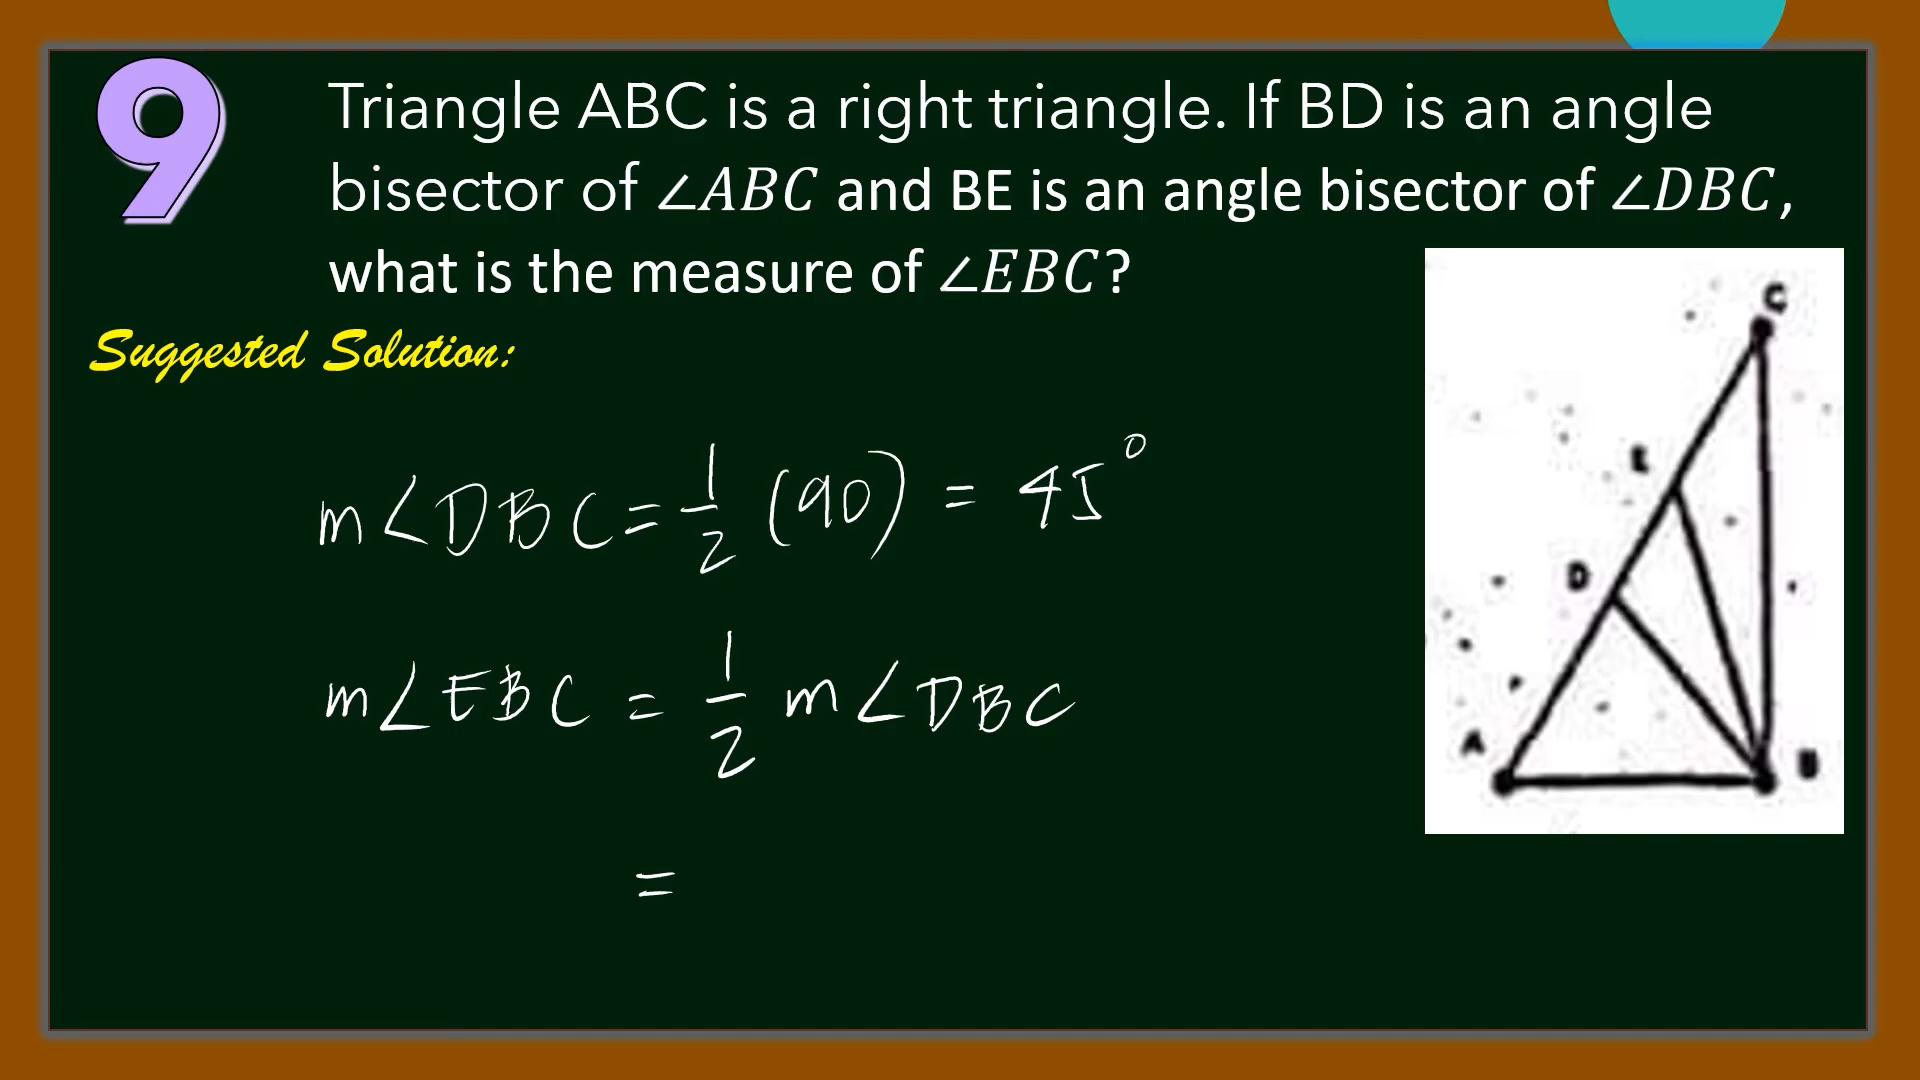 9
Triangle ABC is a right triangle. If BD is an angle
bisector of ∠ABC and BE is an angle bisector of ∠DBC,
what is the measure of ∠EBC?
Suggested Solution:
m∠DBC = 1/2 (90) = 45°
m∠EBC = 1/2 m∠DBC
=
C
E
D
A
B